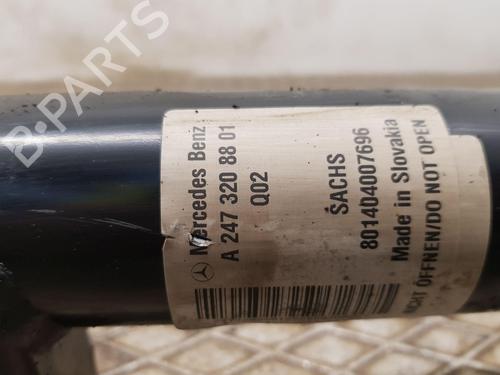 B-PARTS
Mercedes Benz
A 247 320 88 01
Q02
SACHS
801404007696
Made in Slovakia
NICHT ÖFFNEN/DO NOT OPEN